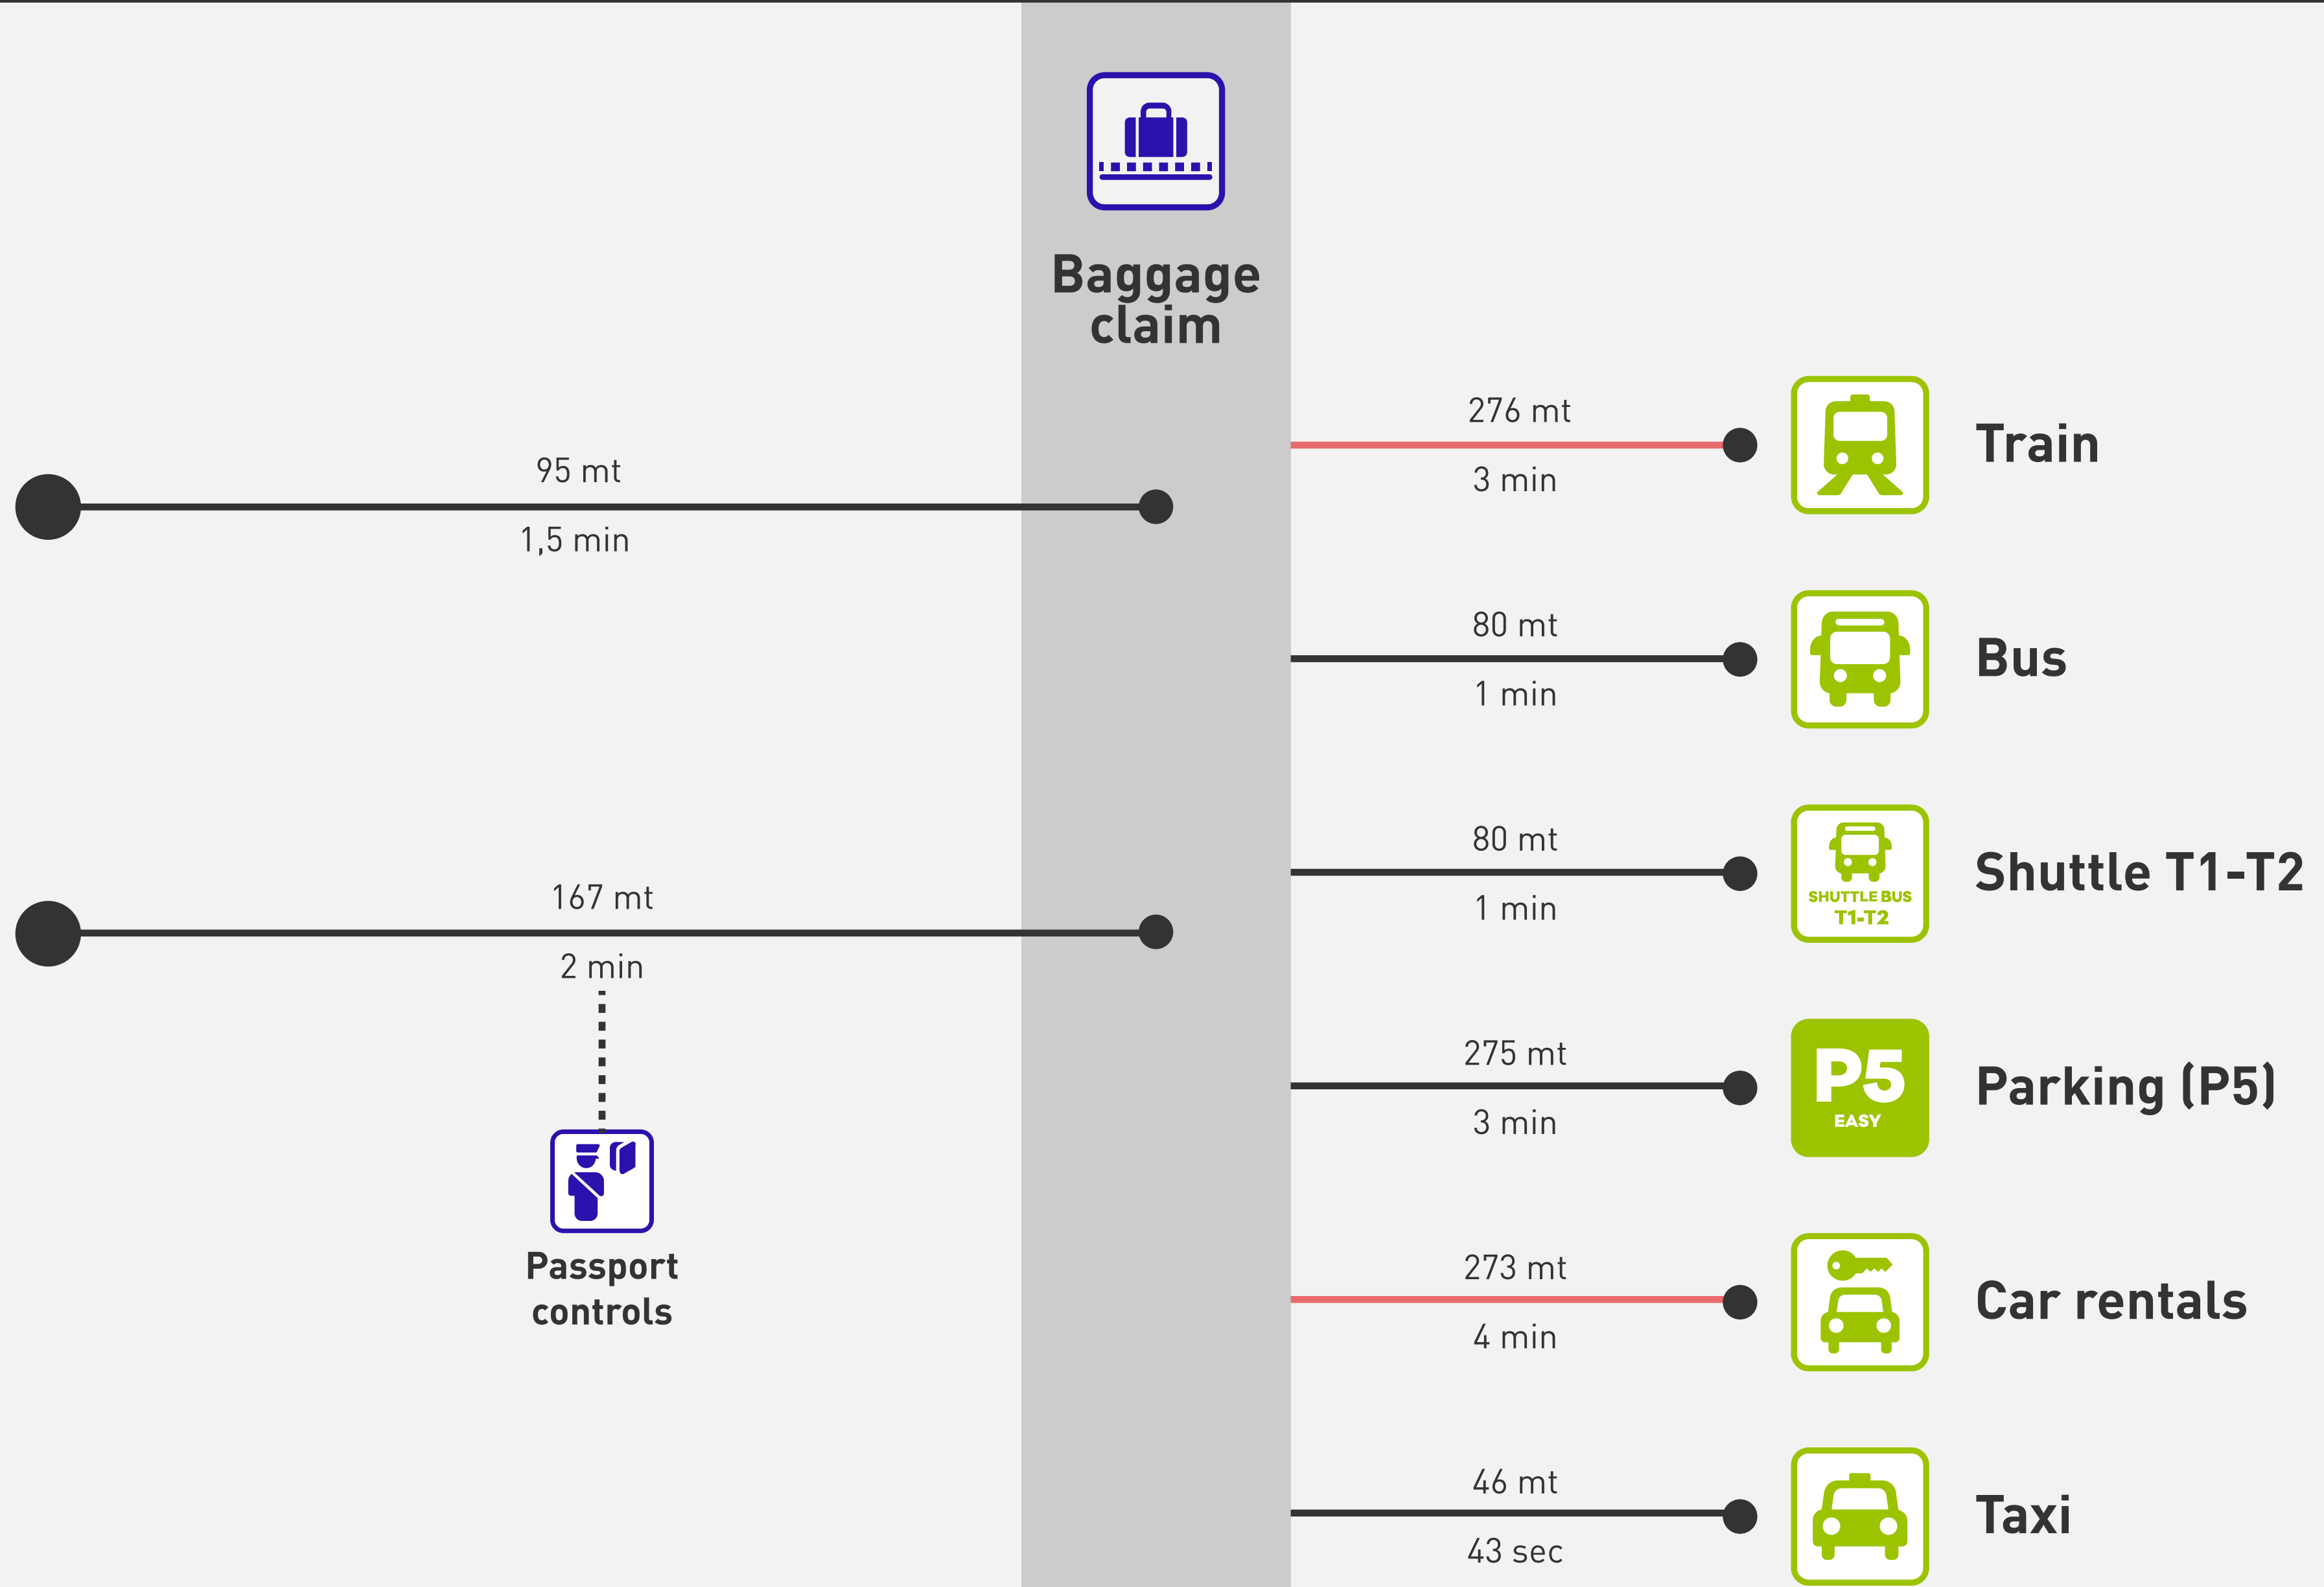 Baggage
claim
95 mt
1,5 min
167 mt
2 min
Passport
controls
276 mt
3 min
Train
80 mt
1 min
Bus
80 mt
1 min
SHUTTLE BUS
T1-T2
Shuttle T1-T2
275 mt
3 min
P5
EASY
Parking (P5)
273 mt
4 min
Car rentals
46 mt
43 sec
Taxi